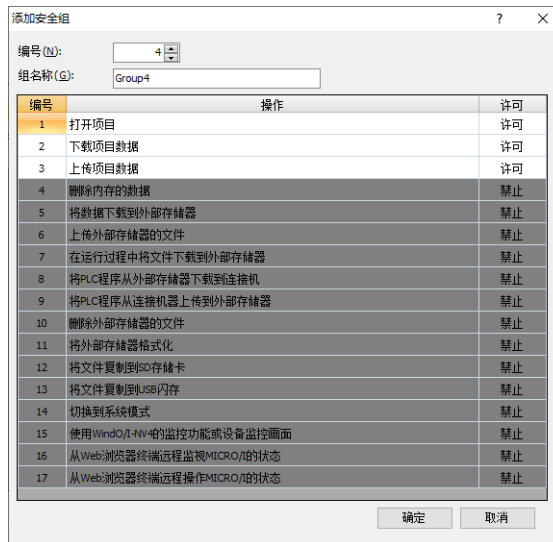 添加安全组 ? ×
编号(N): 4
组名称(G): Group4
编号 操作 许可
1 打开项目 许可
2 下载项目数据 许可
3 上传项目数据 许可
4 删除内存的数据 禁止
5 将数据下载到外部存储器 禁止
6 上传外部存储器的文件 禁止
7 在运行过程中将文件下载到外部存储器 禁止
8 将PLC程序从外部存储器下载到连接机 禁止
9 将PLC程序从连接机器上传到外部存储器 禁止
10 删除外部存储器的文件 禁止
11 将外部存储器格式化 禁止
12 将文件复制到SD存储卡 禁止
13 将文件复制到USB闪存 禁止
14 切换到系统模式 禁止
15 使用WindO/I-NV4的监控功能或设备监控画面 禁止
16 从Web浏览器终端远程监视MICRO/I的状态 禁止
17 从Web浏览器终端远程操作MICRO/I的状态 禁止
确定 取消